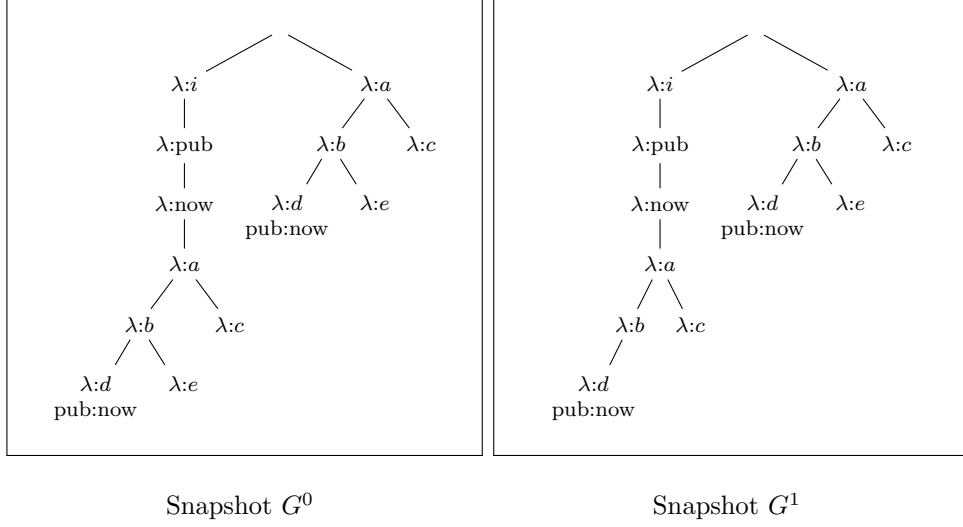 λ:i λ:a λ:i λ:a
λ:pub λ:b λ:c λ:pub λ:b λ:c
λ:now λ:d λ:e λ:now λ:d λ:e
pub:now pub:now
λ:a λ:a
λ:b λ:c λ:b λ:c
λ:d λ:e λ:d
pub:now pub:now
Snapshot G⁰ Snapshot G¹